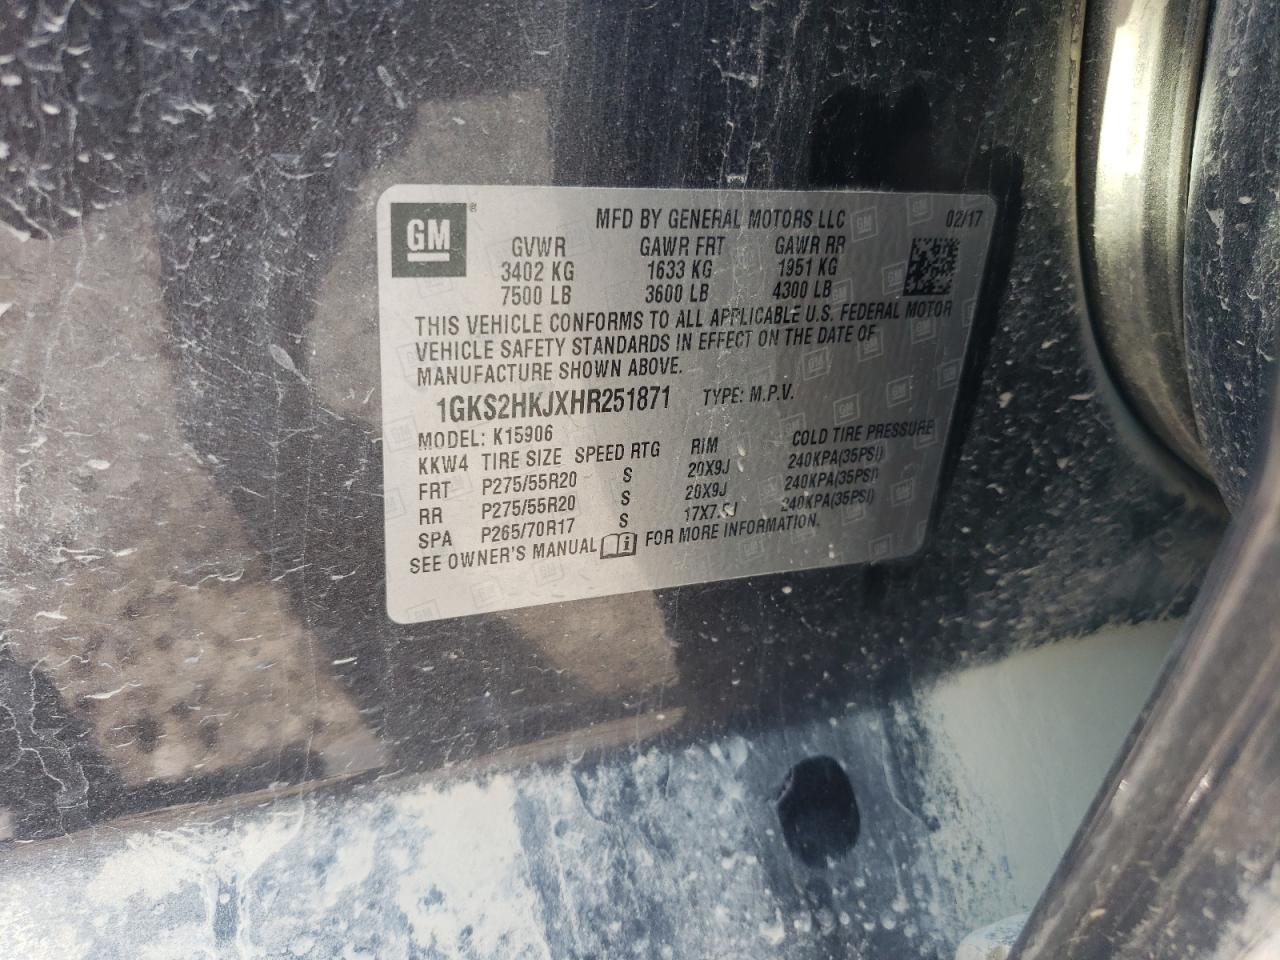 GM ® MFD BY GENERAL MOTORS LLC 02/17
GVWR GAWR FRT GAWR RR
3402 KG 1633 KG 1951 KG
7500 LB 3600 LB 4300 LB
THIS VEHICLE CONFORMS TO ALL APPLICABLE U.S. FEDERAL MOTOR
VEHICLE SAFETY STANDARDS IN EFFECT ON THE DATE OF
MANUFACTURE SHOWN ABOVE.
1GKS2HKJXHR251871 TYPE: M.P.V.
MODEL: K15906
KKW4 TIRE SIZE SPEED RTG RIM COLD TIRE PRESSURE
FRT P275/55R20 S 20X9J 240KPA(35PSI)
RR P275/55R20 S 20X9J 240KPA(35PSI)
SPA P265/70R17 S 240KPA(35PSI)
SEE OWNER'S MANUAL i FOR MORE INFORMATION.